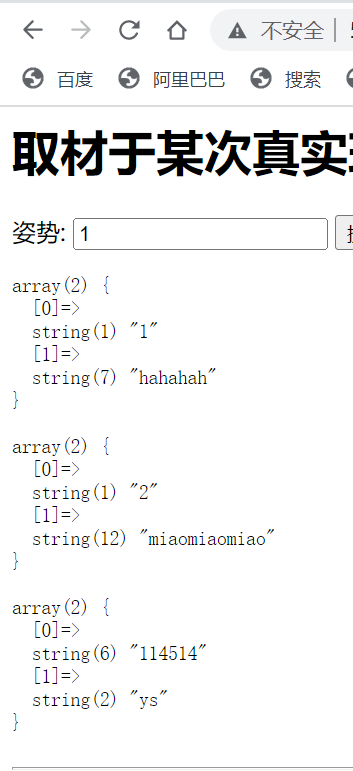 不安全
百度
阿里巴巴
搜索
取材于某次真实
姿势: 1
array(2) {
[0]=>
string(1) "1"
[1]=>
string(7) "hahahah"
}
array(2) {
[0]=>
string(1) "2"
[1]=>
string(12) "miaomiaomiao"
}
array(2) {
[0]=>
string(6) "114514"
[1]=>
string(2) "ys"
}